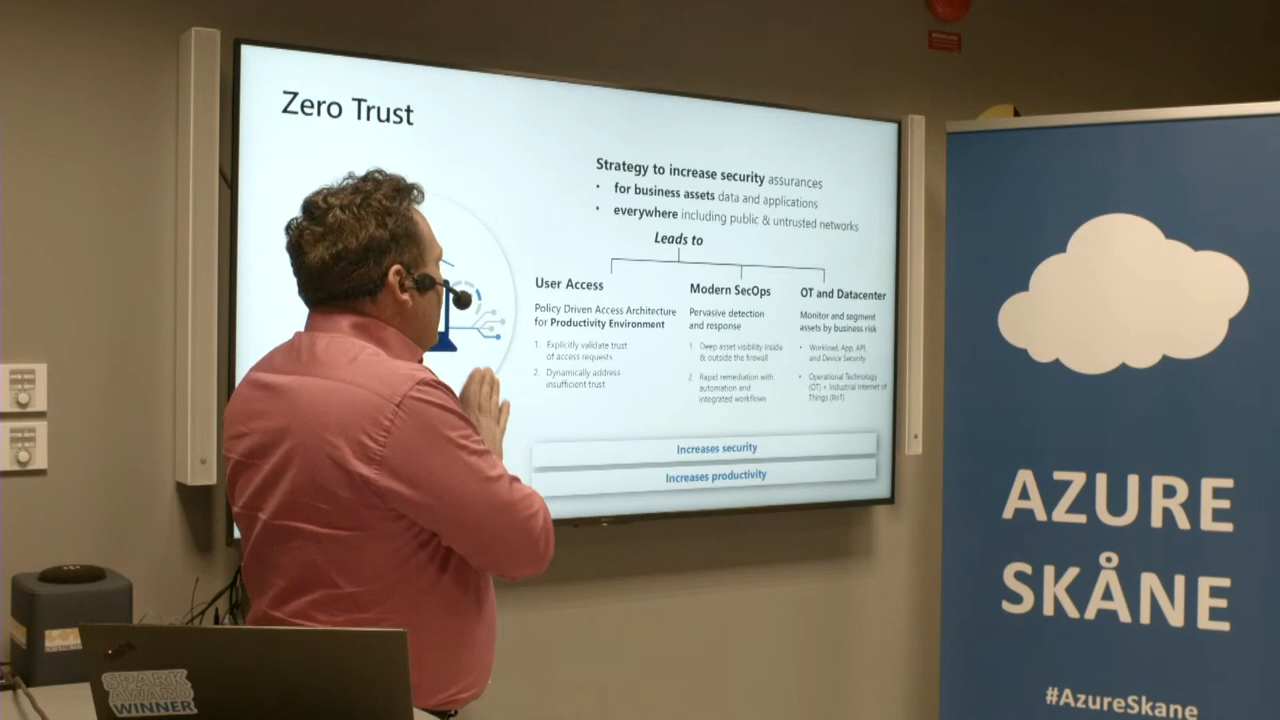 Zero Trust
Strategy to increase security assurances
• for business assets data and applications
• everywhere including public & untrusted networks
Leads to
User Access
Policy Driven Access Architecture
for Productivity Environment
1. Explicitly validate trust
of access requests
2. Dynamically address
insufficient trust
Modern SecOps
Pervasive detection
and response
1. Deep asset visibility inside
& outside the firewall
2. Rapid remediation with
automation and
integrated workflows
OT and Datacenter
Monitor and segment
assets by business risk
• Workload, App, API,
and Device Security
• Operational Technology
(OT) + Industrial Internet of
Things (IIoT)
Increases security
Increases productivity
AZURE
SKÅNE
#AzureSkane
ThinkPad
SPARK
AWARD
WINNER